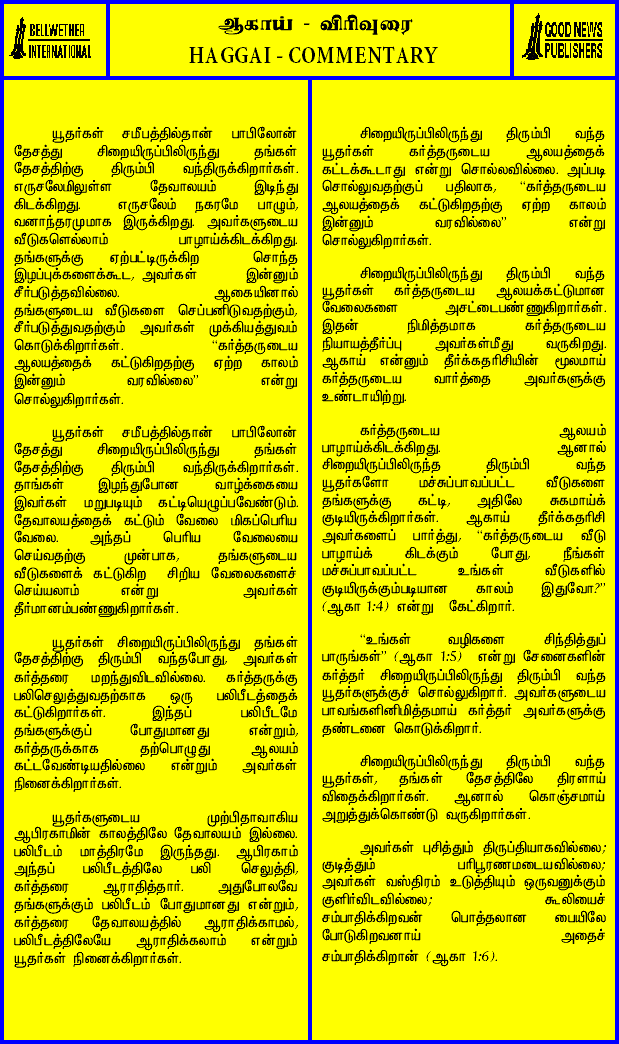 BELLWETHER
INTERNATIONAL
ஆகாய் - விரிவுரை
HAGGAI - COMMENTARY
GOOD NEWS
PUBLISHERS
யூதர்கள் சமீபத்தில்தான் பாபிலோன்
தேசத்து சிறையிருப்பிலிருந்து தங்கள்
தேசத்திற்கு திரும்பி வந்திருக்கிறார்கள்.
எருசலேமிலுள்ள தேவாலயம் இடிந்து
கிடக்கிறது. எருசலேம் நகரமே பாழும்,
வனாந்தரமுமாக இருக்கிறது. அவர்களுடைய
வீடுகளெல்லாம் பாழாய்க்கிடக்கிறது.
தங்களுக்கு ஏற்பட்டிருக்கிற சொந்த
இழப்புக்களைக்கூட, அவர்கள் இன்னும்
சீர்படுத்தவில்லை. ஆகையினால்
தங்களுடைய வீடுகளை செப்பனிடுவதற்கும்,
சீர்படுத்துவதற்கும் அவர்கள் முக்கியத்துவம்
கொடுக்கிறார்கள். “கர்த்தருடைய
ஆலயத்தைக் கட்டுகிறதற்கு ஏற்ற காலம்
இன்னும் வரவில்லை” என்று
சொல்லுகிறார்கள்.
யூதர்கள் சமீபத்தில்தான் பாபிலோன்
தேசத்து சிறையிருப்பிலிருந்து தங்கள்
தேசத்திற்கு திரும்பி வந்திருக்கிறார்கள்.
தாங்கள் இழந்துபோன வாழ்க்கையை
இவர்கள் மறுபடியும் கட்டியெழுப்பவேண்டும்.
தேவாலயத்தைக் கட்டும் வேலை மிகப்பெரிய
வேலை. அந்தப் பெரிய வேலையை
செய்வதற்கு முன்பாக, தங்களுடைய
வீடுகளைக் கட்டுகிற சிறிய வேலைகளைச்
செய்யலாம் என்று அவர்கள்
தீர்மானம்பண்ணுகிறார்கள்.
யூதர்கள் சிறையிருப்பிலிருந்து தங்கள்
தேசத்திற்கு திரும்பி வந்தபோது, அவர்கள்
கர்த்தரை மறந்துவிடவில்லை. கர்த்தருக்கு
பலிசெலுத்துவதற்காக ஒரு பலிபீடத்தைக்
கட்டுகிறார்கள். இந்தப் பலிபீடமே
தங்களுக்குப் போதுமானது என்றும்,
கர்த்தருக்காக தற்பொழுது ஆலயம்
கட்டவேண்டியதில்லை என்றும் அவர்கள்
நினைக்கிறார்கள்.
யூதர்களுடைய முற்பிதாவாகிய
ஆபிரகாமின் காலத்திலே தேவாலயம் இல்லை.
பலிபீடம் மாத்திரமே இருந்தது. ஆபிரகாம்
அந்தப் பலிபீடத்திலே பலி செலுத்தி,
கர்த்தரை ஆராதித்தார். அதுபோலவே
தங்களுக்கும் பலிபீடம் போதுமானது என்றும்,
கர்த்தரை தேவாலயத்தில் ஆராதிக்காமல்,
பலிபீடத்திலேயே ஆராதிக்கலாம் என்றும்
யூதர்கள் நினைக்கிறார்கள்.
சிறையிருப்பிலிருந்து திரும்பி வந்த
யூதர்கள் கர்த்தருடைய ஆலயத்தைக்
கட்டக்கூடாது என்று சொல்லவில்லை. அப்படி
சொல்லுவதற்குப் பதிலாக, “கர்த்தருடைய
ஆலயத்தைக் கட்டுகிறதற்கு ஏற்ற காலம்
இன்னும் வரவில்லை” என்று
சொல்லுகிறார்கள்.
சிறையிருப்பிலிருந்து திரும்பி வந்த
யூதர்கள் கர்த்தருடைய ஆலயக்கட்டுமான
வேலைகளை அசட்டைபண்ணுகிறார்கள்.
இதன் நிமித்தமாக கர்த்தருடைய
நியாயத்தீர்ப்பு அவர்கள்மீது வருகிறது.
ஆகாய் என்னும் தீர்க்கதரிசியின் மூலமாய்
கர்த்தருடைய வார்த்தை அவர்களுக்கு
உண்டாயிற்று.
கர்த்தருடைய ஆலயம்
பாழாய்க்கிடக்கிறது. ஆனால்
சிறையிருப்பிலிருந்த திரும்பி வந்த
யூதர்களோ மச்சுப்பாவப்பட்ட வீடுகளை
தங்களுக்கு கட்டி, அதிலே சுகமாய்க்
குடியிருக்கிறார்கள். ஆகாய் தீர்க்கதரிசி
அவர்களைப் பார்த்து, “கர்த்தருடைய வீடு
பாழாய்க் கிடக்கும் போது, நீங்கள்
மச்சுப்பாவப்பட்ட உங்கள் வீடுகளில்
குடியிருக்கும்படியான காலம் இதுவோ?”
(ஆகா 1:4) என்று கேட்கிறார்.
“உங்கள் வழிகளை சிந்தித்துப்
பாருங்கள்” (ஆகா 1:5) என்று சேனைகளின்
கர்த்தர் சிறையிருப்பிலிருந்து திரும்பி வந்த
யூதர்களுக்குச் சொல்லுகிறார். அவர்களுடைய
பாவங்களினிமித்தமாய் கர்த்தர் அவர்களுக்கு
தண்டனை கொடுக்கிறார்.
சிறையிருப்பிலிருந்து திரும்பி வந்த
யூதர்கள், தங்கள் தேசத்திலே திரளாய்
விதைக்கிறார்கள். ஆனால் கொஞ்சமாய்
அறுத்துக்கொண்டு வருகிறார்கள்.
அவர்கள் புசித்தும் திருப்தியாகவில்லை;
குடித்தும் பரிபூரணமடையவில்லை;
அவர்கள் வஸ்திரம் உடுத்தியும் ஒருவனுக்கும்
குளிர்விடவில்லை; கூலியைச்
சம்பாதிக்கிறவன் பொத்தலான பையிலே
போடுகிறவனாய் அதைச்
சம்பாதிக்கிறான் (ஆகா 1:6).